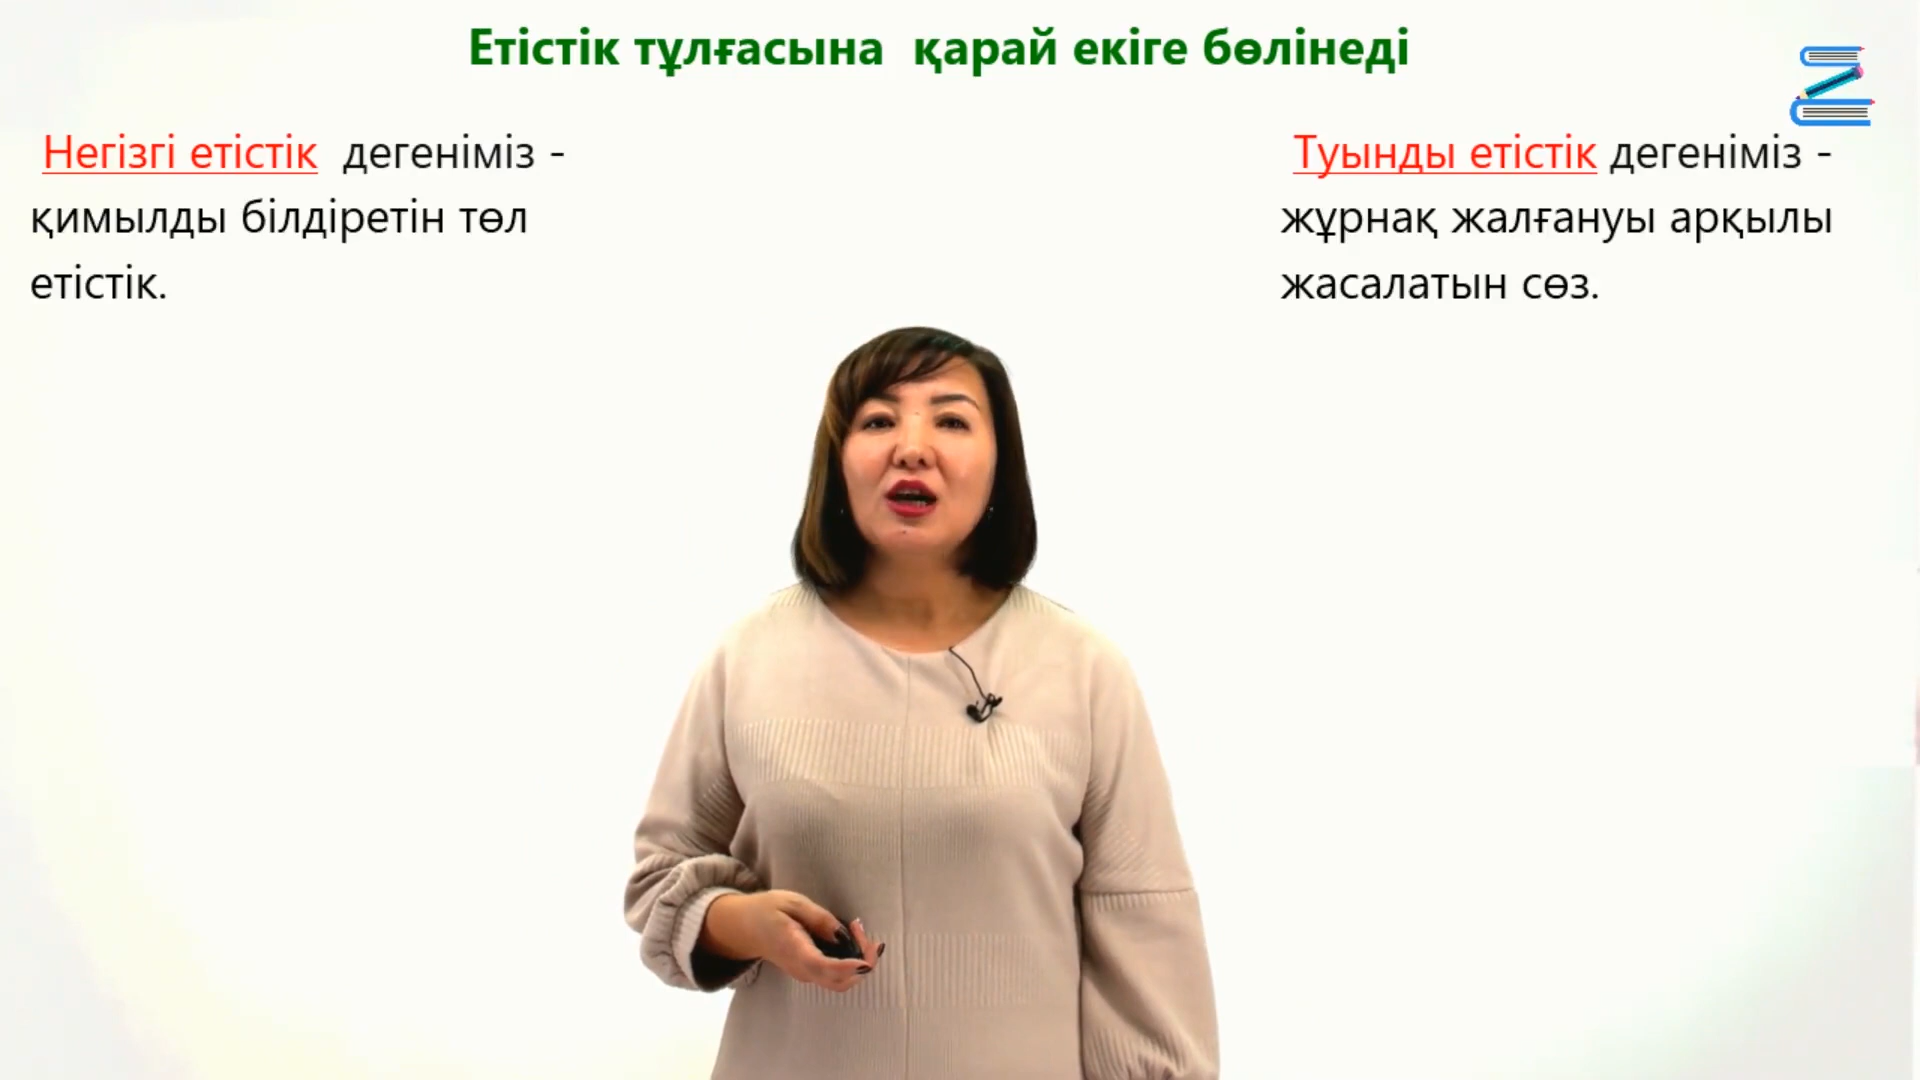 Етістік тұлғасына қарай екіге бөлінеді
Негізгі етістік дегеніміз -
қимылды білдіретін төл
етістік.
Туынды етістік дегеніміз -
жұрнақ жалғануы арқылы
жасалатын сөз.